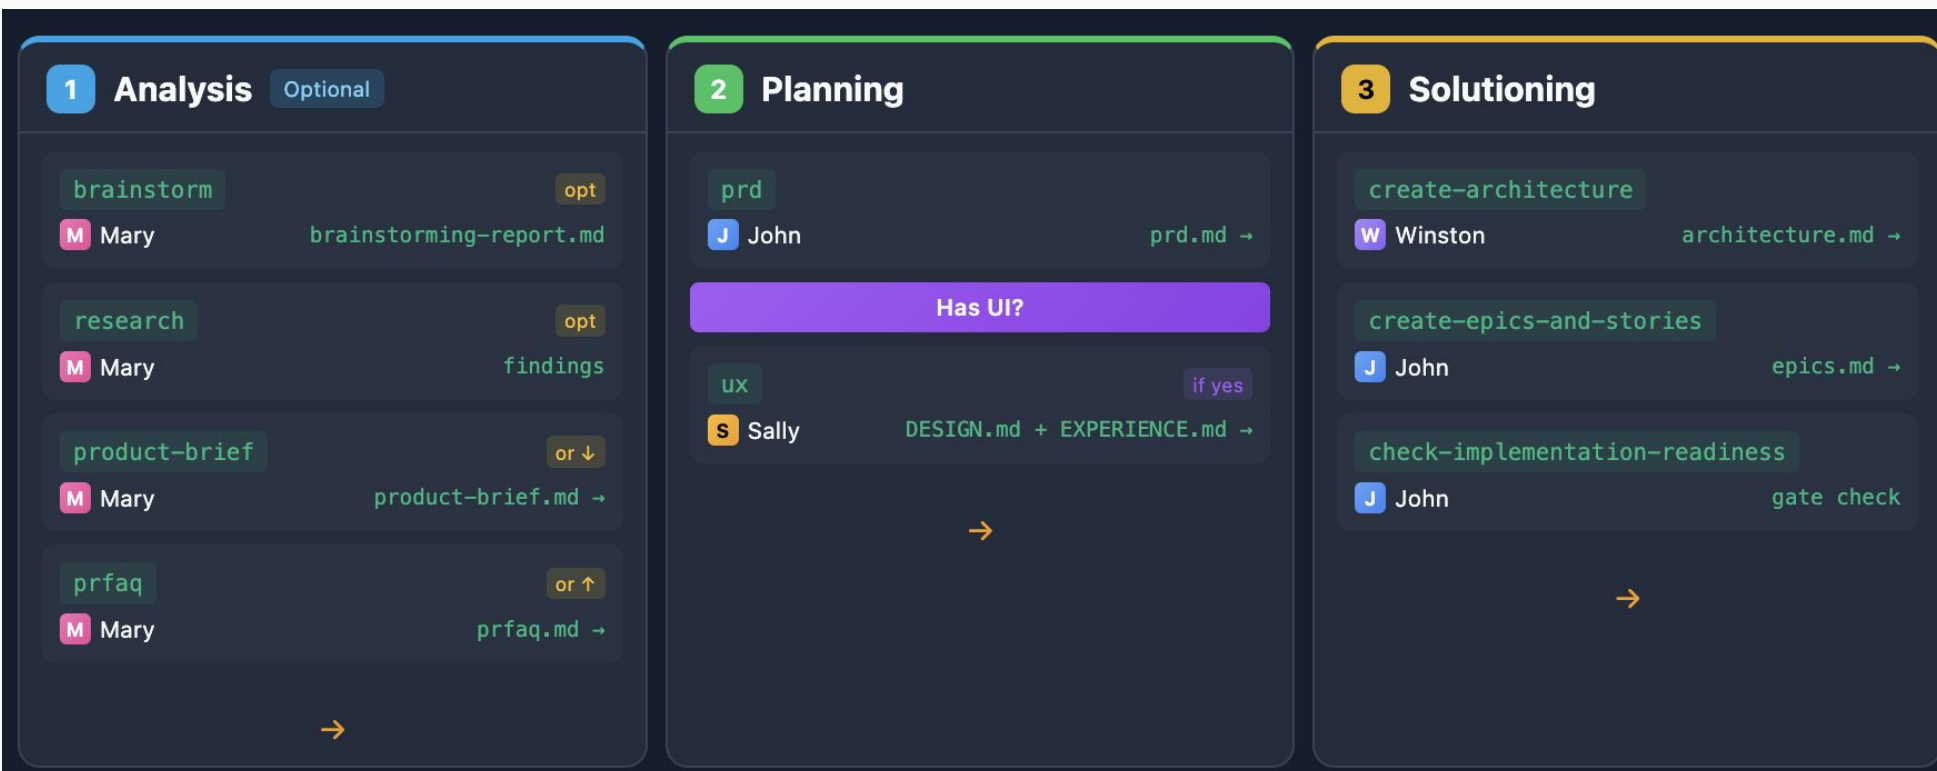 1 Analysis Optional
brainstorm opt
M Mary brainstorming-report.md
research opt
M Mary findings
product-brief or ↓
M Mary product-brief.md →
prfaq or ↑
M Mary prfaq.md →
→
2 Planning
prd
J John prd.md →
Has UI?
ux if yes
S Sally DESIGN.md + EXPERIENCE.md →
→
3 Solutioning
create-architecture
W Winston architecture.md →
create-epics-and-stories
J John epics.md →
check-implementation-readiness
J John gate check
→